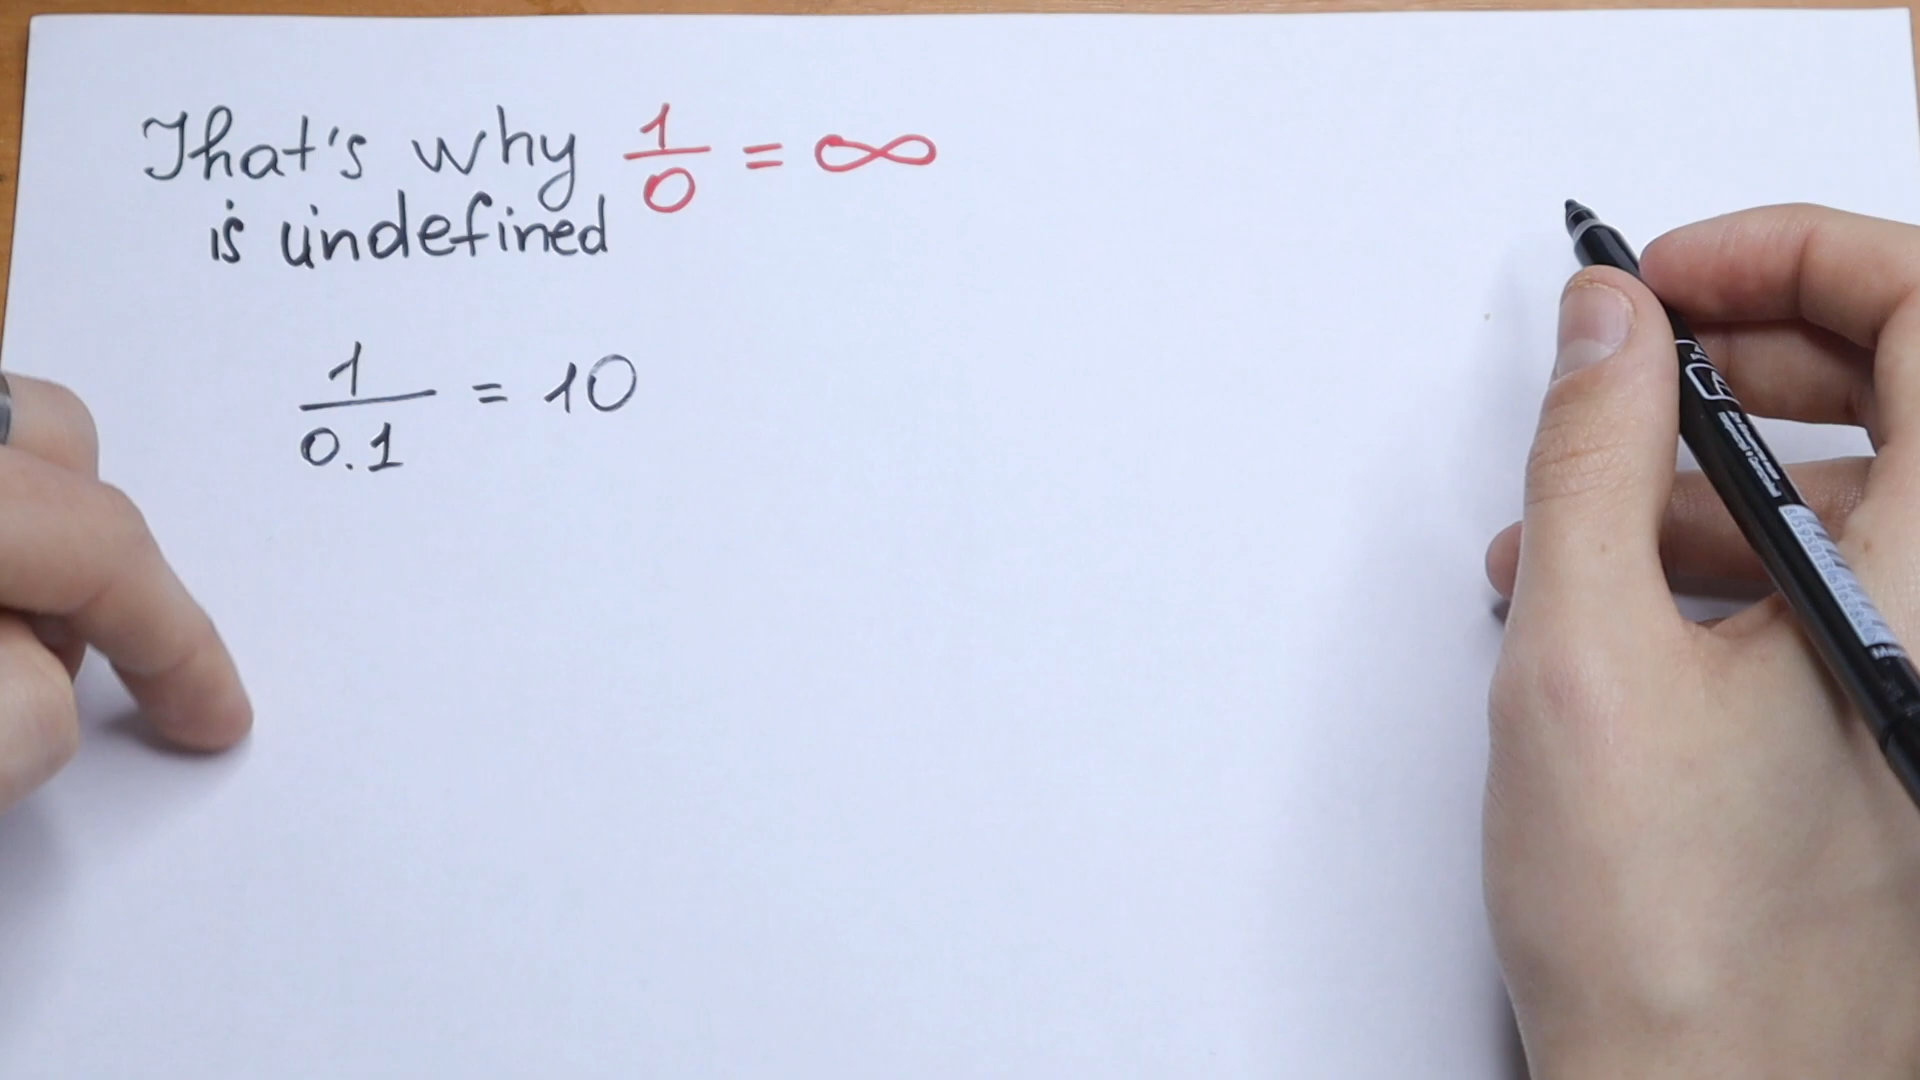 That's why 1/0 = ∞
is undefined
1/0.1 = 10